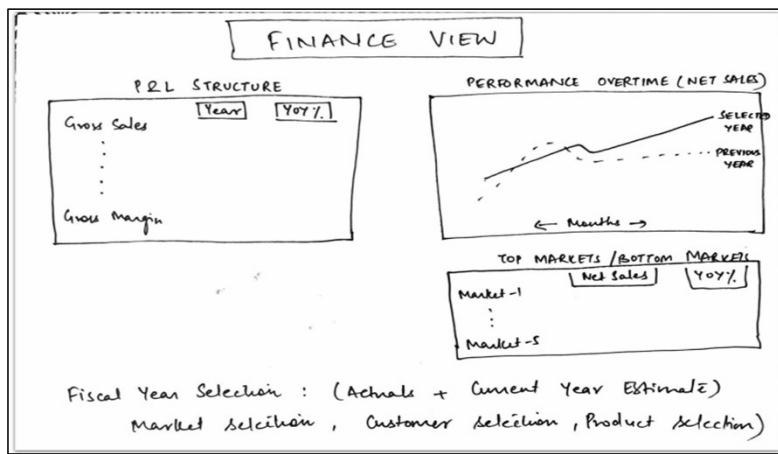 FINANCE VIEW
P&L STRUCTURE
Year YOY%
Gross Sales
Gross Margin
PERFORMANCE OVERTIME (NET SALES)
SELECTED
YEAR
PREVIOUS
YEAR
← Months →
TOP MARKETS / BOTTOM MARKETS
Net Sales YOY%
Market-1
Market-5
Fiscal Year Selection : (Actuals + Current Year Estimate)
Market selection, Customer selection, Product selection)